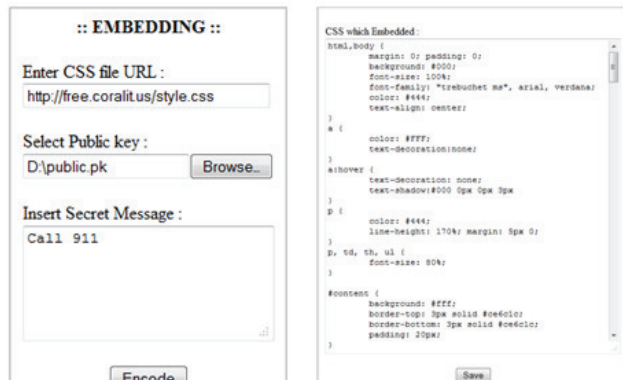 :: EMBEDDING ::
Enter CSS file URL :
http://free.coralit.us/style.css
Select Public key :
D:\public.pk
Browse..
Insert Secret Message :
Call 911
Encode
CSS which Embedded :
html,body {
margin: 0; padding: 0;
background: #000;
font-size: 100%;
font-family: "trebuchet ms", arial, verdana;
color: #444;
text-align: center;
}
a {
color: #FFF;
text-decoration:none;
}
a:hover {
text-decoration: none;
text-shadow:#000 0px 0px 3px
}
p {
color: #444;
line-height: 170%; margin: 5px 0;
}
p, td, th, ul {
font-size: 80%;
}
#content {
background: #fff;
border-top: 3px solid #ce6c1c;
border-bottom: 3px solid #ce6c1c;
padding: 20px;
}
Save